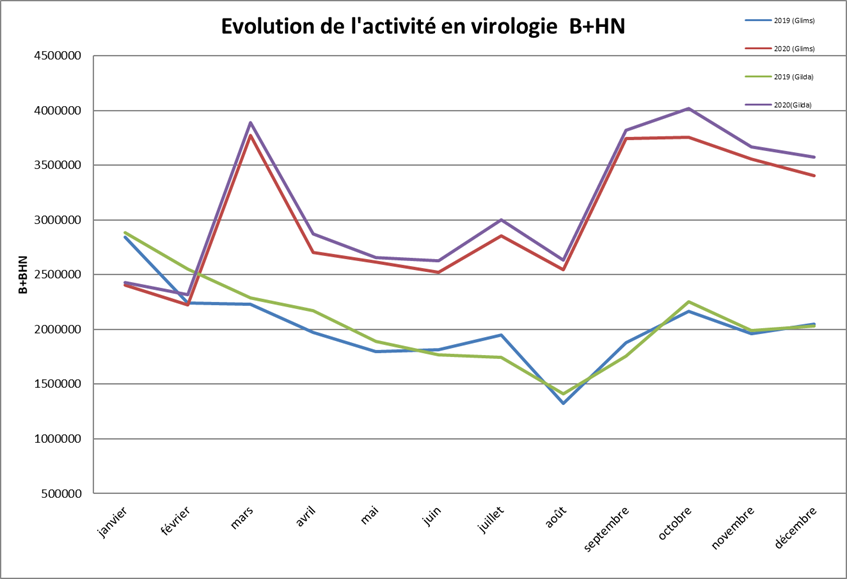 Evolution de l'activité en virologie  B+HN
2019 (Glims)
2020 (Glims)
2019 (Gilda)
2020(Gilda)
4500000
4000000
3500000
3000000
2500000
2000000
1500000
1000000
500000
B+BHN
janvier
février
mars
avril
mai
juin
juillet
août
septembre
octobre
novembre
décembre